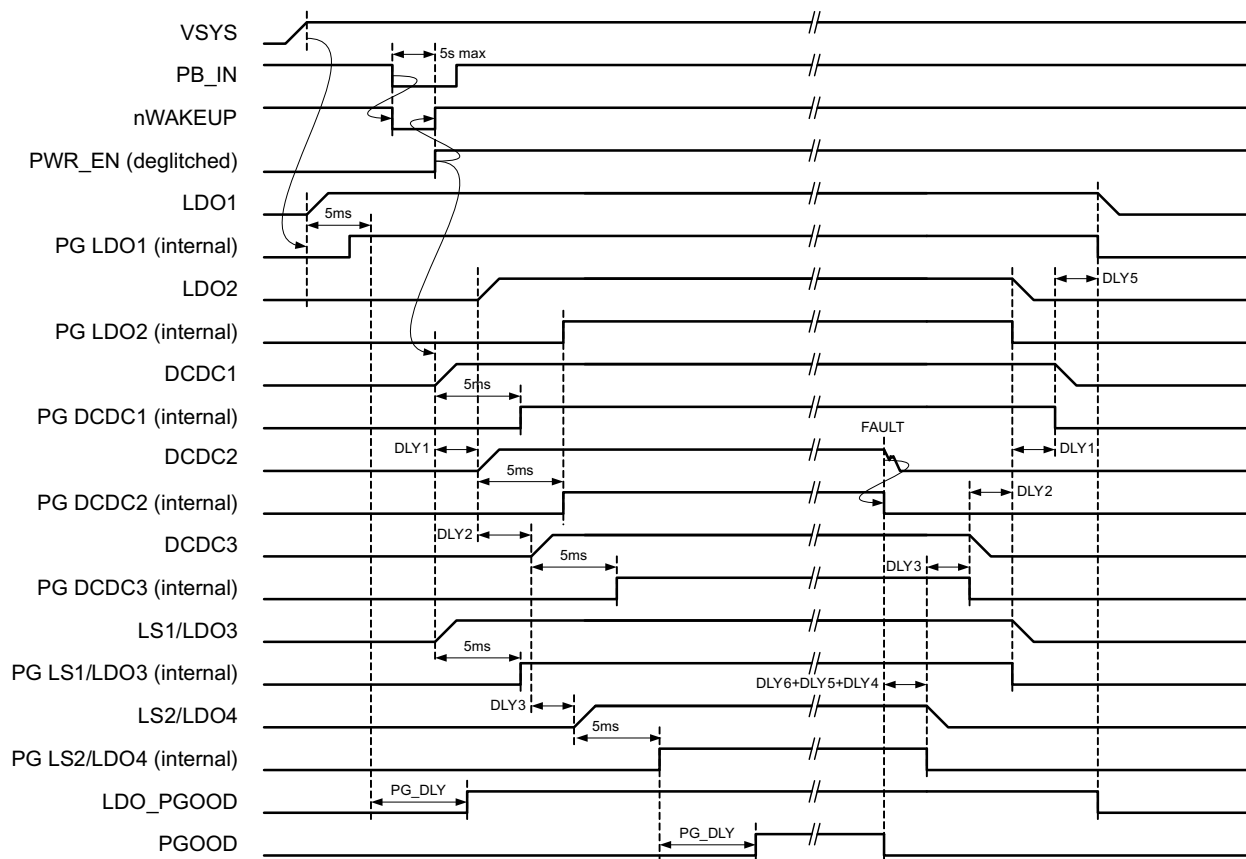 VSYS
5s max
PB_IN
nWAKEUP
PWR_EN (deglitched)
LDO1
5ms
PG LDO1 (internal)
LDO2
DLY5
PG LDO2 (internal)
DCDC1
5ms
PG DCDC1 (internal)
FAULT
DLY1
DLY1
DCDC2
5ms
DLY2
PG DCDC2 (internal)
DLY2
DCDC3
5ms
DLY3
PG DCDC3 (internal)
LS1/LDO3
5ms
PG LS1/LDO3 (internal)
DLY6+DLY5+DLY4
DLY3
LS2/LDO4
5ms
PG LS2/LDO4 (internal)
PG_DLY
LDO_PGOOD
PG_DLY
PGOOD